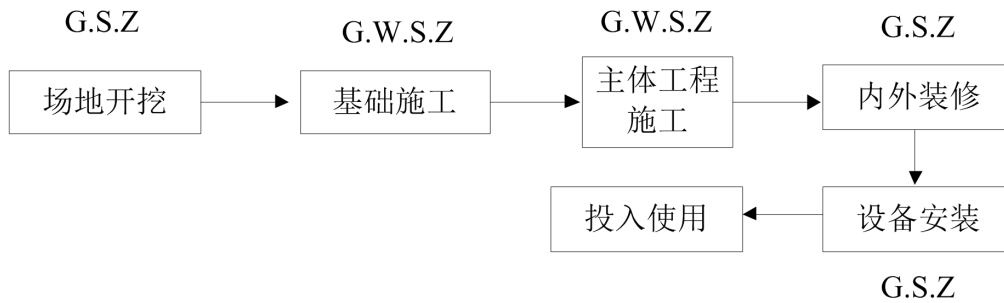 G.S.Z
G.W.S.Z
G.W.S.Z
G.S.Z
场地开挖
基础施工
主体工程
施工
内外装修
投入使用
设备安装
G.S.Z